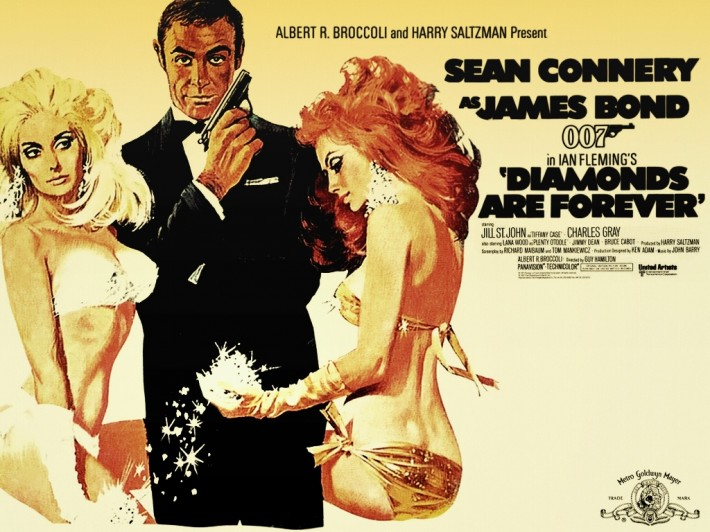 ALBERT R. BROCCOLI and HARRY SALTZMAN Present
SEAN CONNERY
AS JAMES BOND
007
in IAN FLEMING'S
'DIAMONDS
ARE FOREVER'
starring
JILL ST. JOHN as 'TIFFANY CASE' · CHARLES GRAY
also starring LANA WOOD as 'PLENTY OTOOLE' · JIMMY DEAN · BRUCE CABOT · Produced by HARRY SALTZMAN
Screenplay by RICHARD MAIBAUM and TOM MANKIEWICZ · Production Designed by KEN ADAM · Music by JOHN BARRY
ALBERT R. BROCCOLI · Directed by GUY HAMILTON
PANAVISION® TECHNICOLOR®
United Artists
Metro Goldwyn Mayer
TRADE MARK